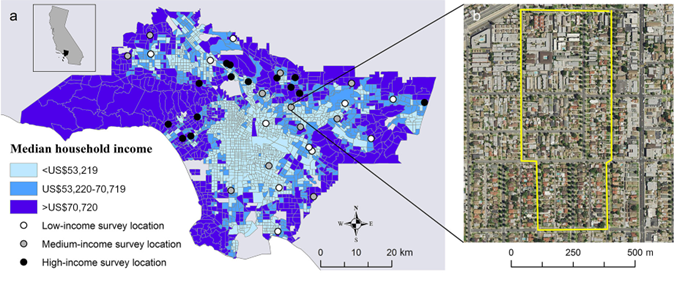 a
b
Median household income
<US$53,219
US$53,220-70,719
>US$70,720
Low-income survey location
Medium-income survey location
High-income survey location
N
W E
S
0 10 20 km
0 250 500 m